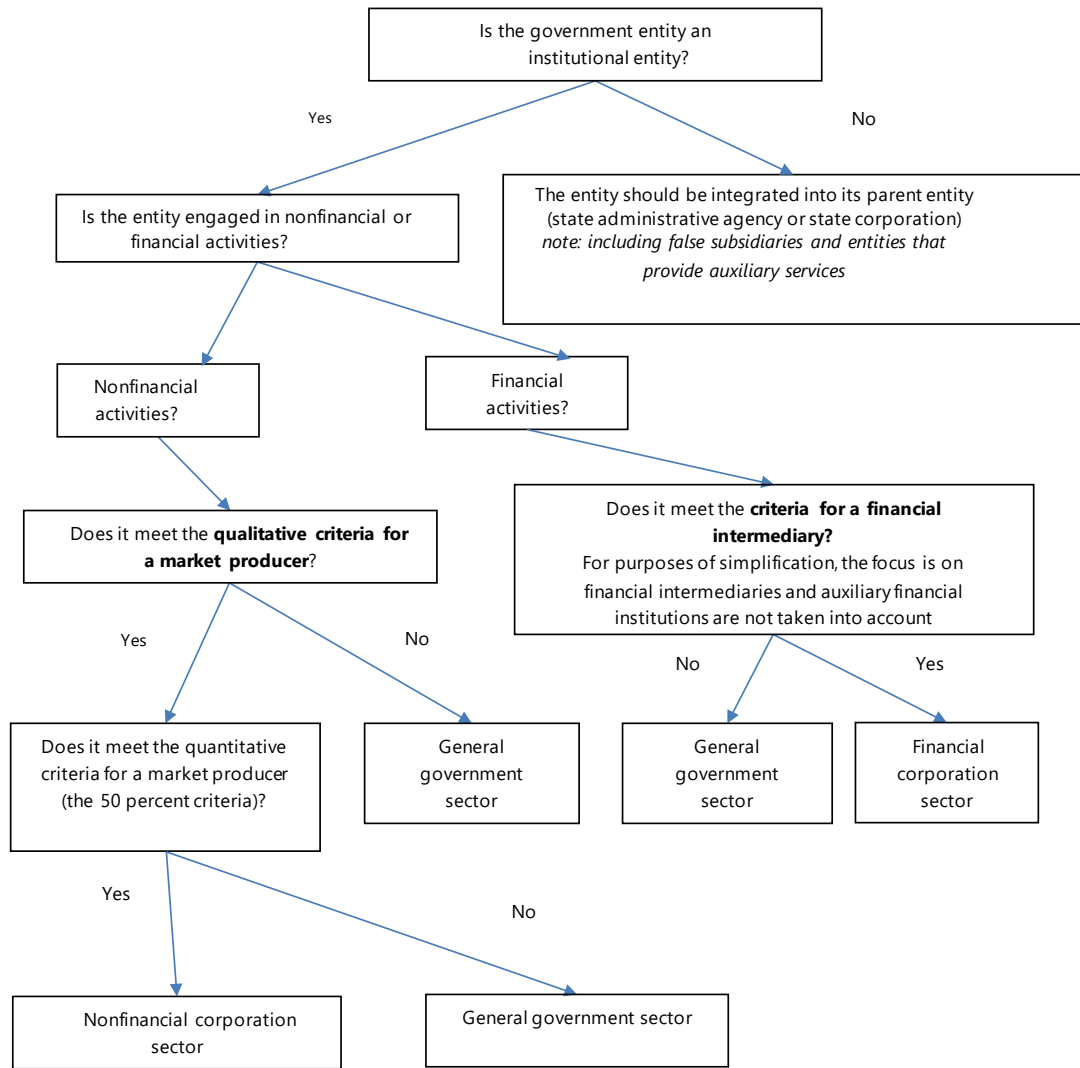 Is the government entity an
institutional entity?
Yes
No
Is the entity engaged in nonfinancial or
financial activities?
The entity should be integrated into its parent entity
(state administrative agency or state corporation)
note: including false subsidiaries and entities that
provide auxiliary services
Nonfinancial
activities?
Financial
activities?
Does it meet the qualitative criteria for
a market producer?
Does it meet the criteria for a financial
intermediary?
For purposes of simplification, the focus is on
financial intermediaries and auxiliary financial
institutions are not taken into account
Yes
No
No
Yes
Does it meet the quantitative
criteria for a market producer
(the 50 percent criteria)?
General
government
sector
General
government
sector
Financial
corporation
sector
Yes
No
Nonfinancial corporation
sector
General government sector